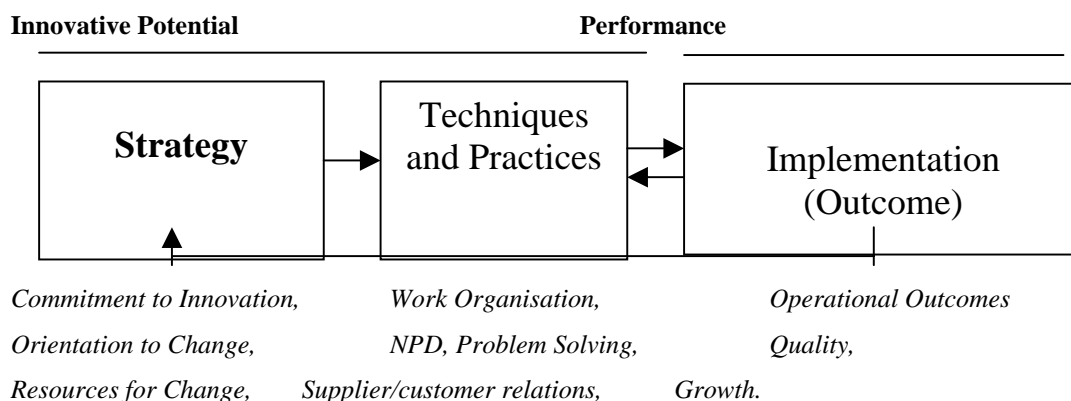 Innovative Potential Performance
Strategy
Techniques
and Practices
Implementation
(Outcome)
Commitment to Innovation, Work Organisation, Operational Outcomes
Orientation to Change, NPD, Problem Solving, Quality,
Resources for Change, Supplier/customer relations, Growth.